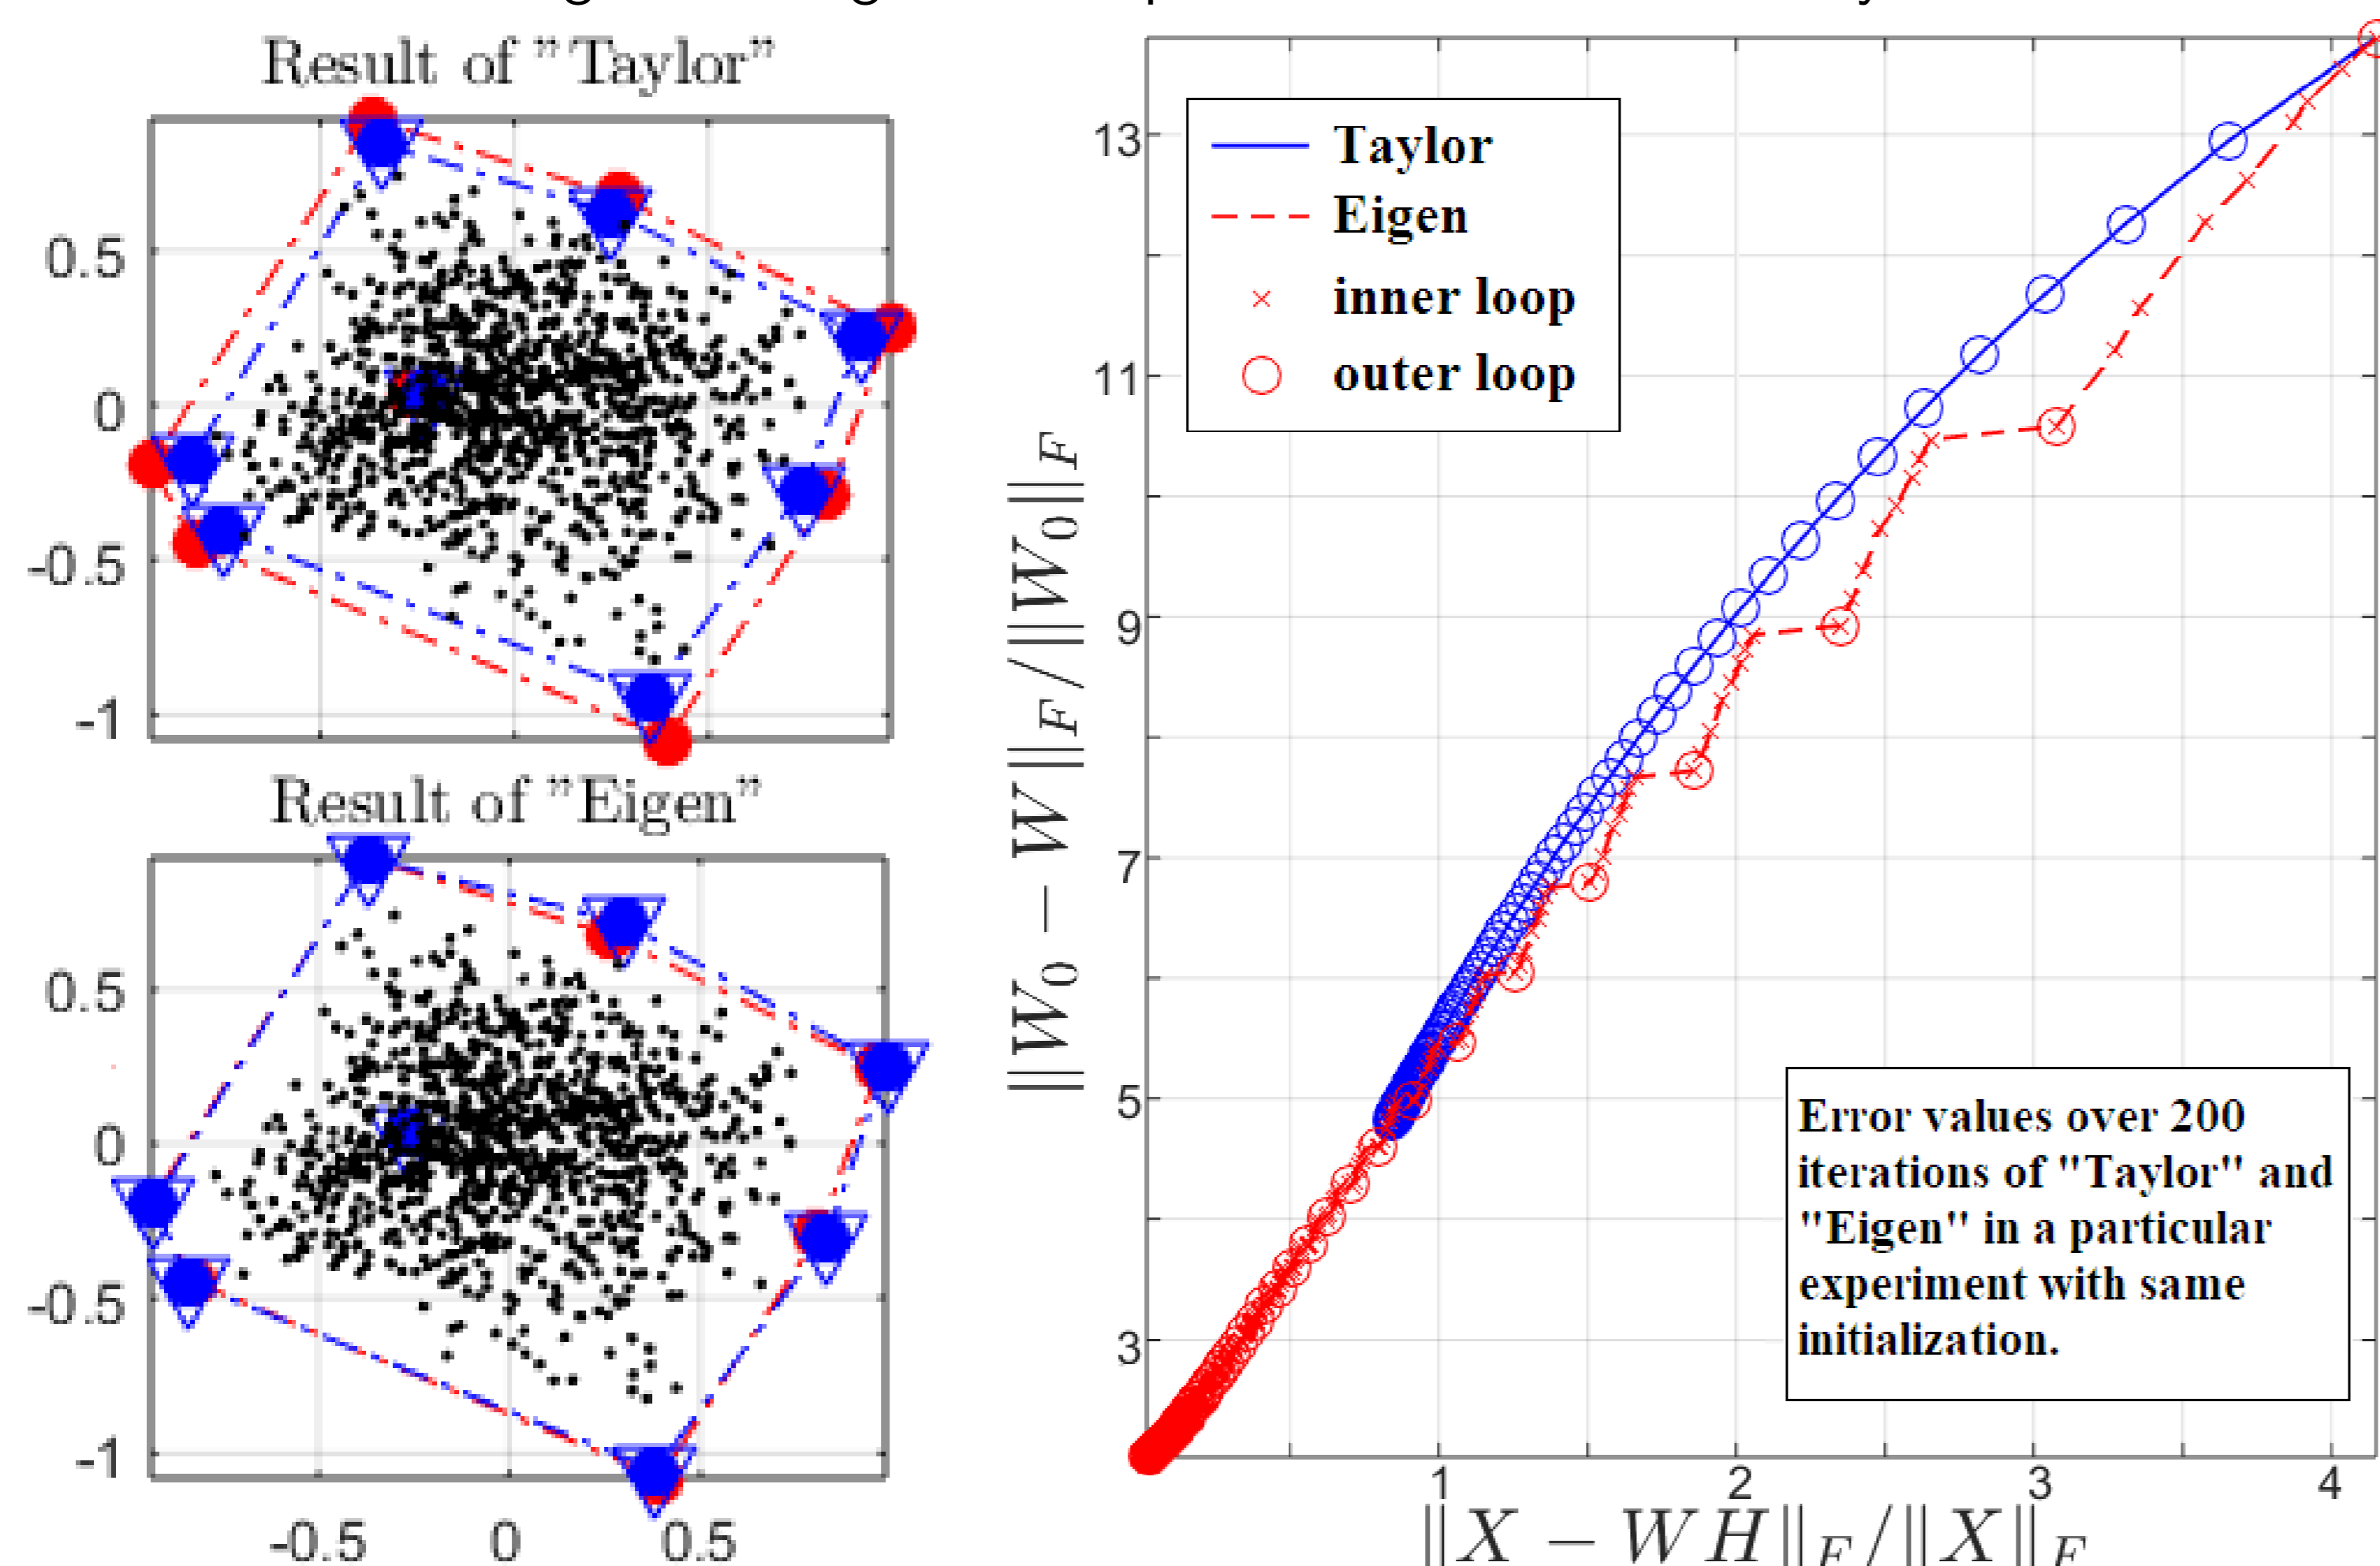 Result of "Taylor"
0.5
0
-0.5
-1
Result of "Eigen"
0.5
0
-0.5
-1
-0.5 0 0.5
||W_0 − W||_F/||W_0||_F
13
11
9
7
5
3
Taylor
Eigen
inner loop
outer loop
Error values over 200
iterations of "Taylor" and
"Eigen" in a particular
experiment with same
initialization.
1 2 3 4
||X − WH||_F/||X||_F